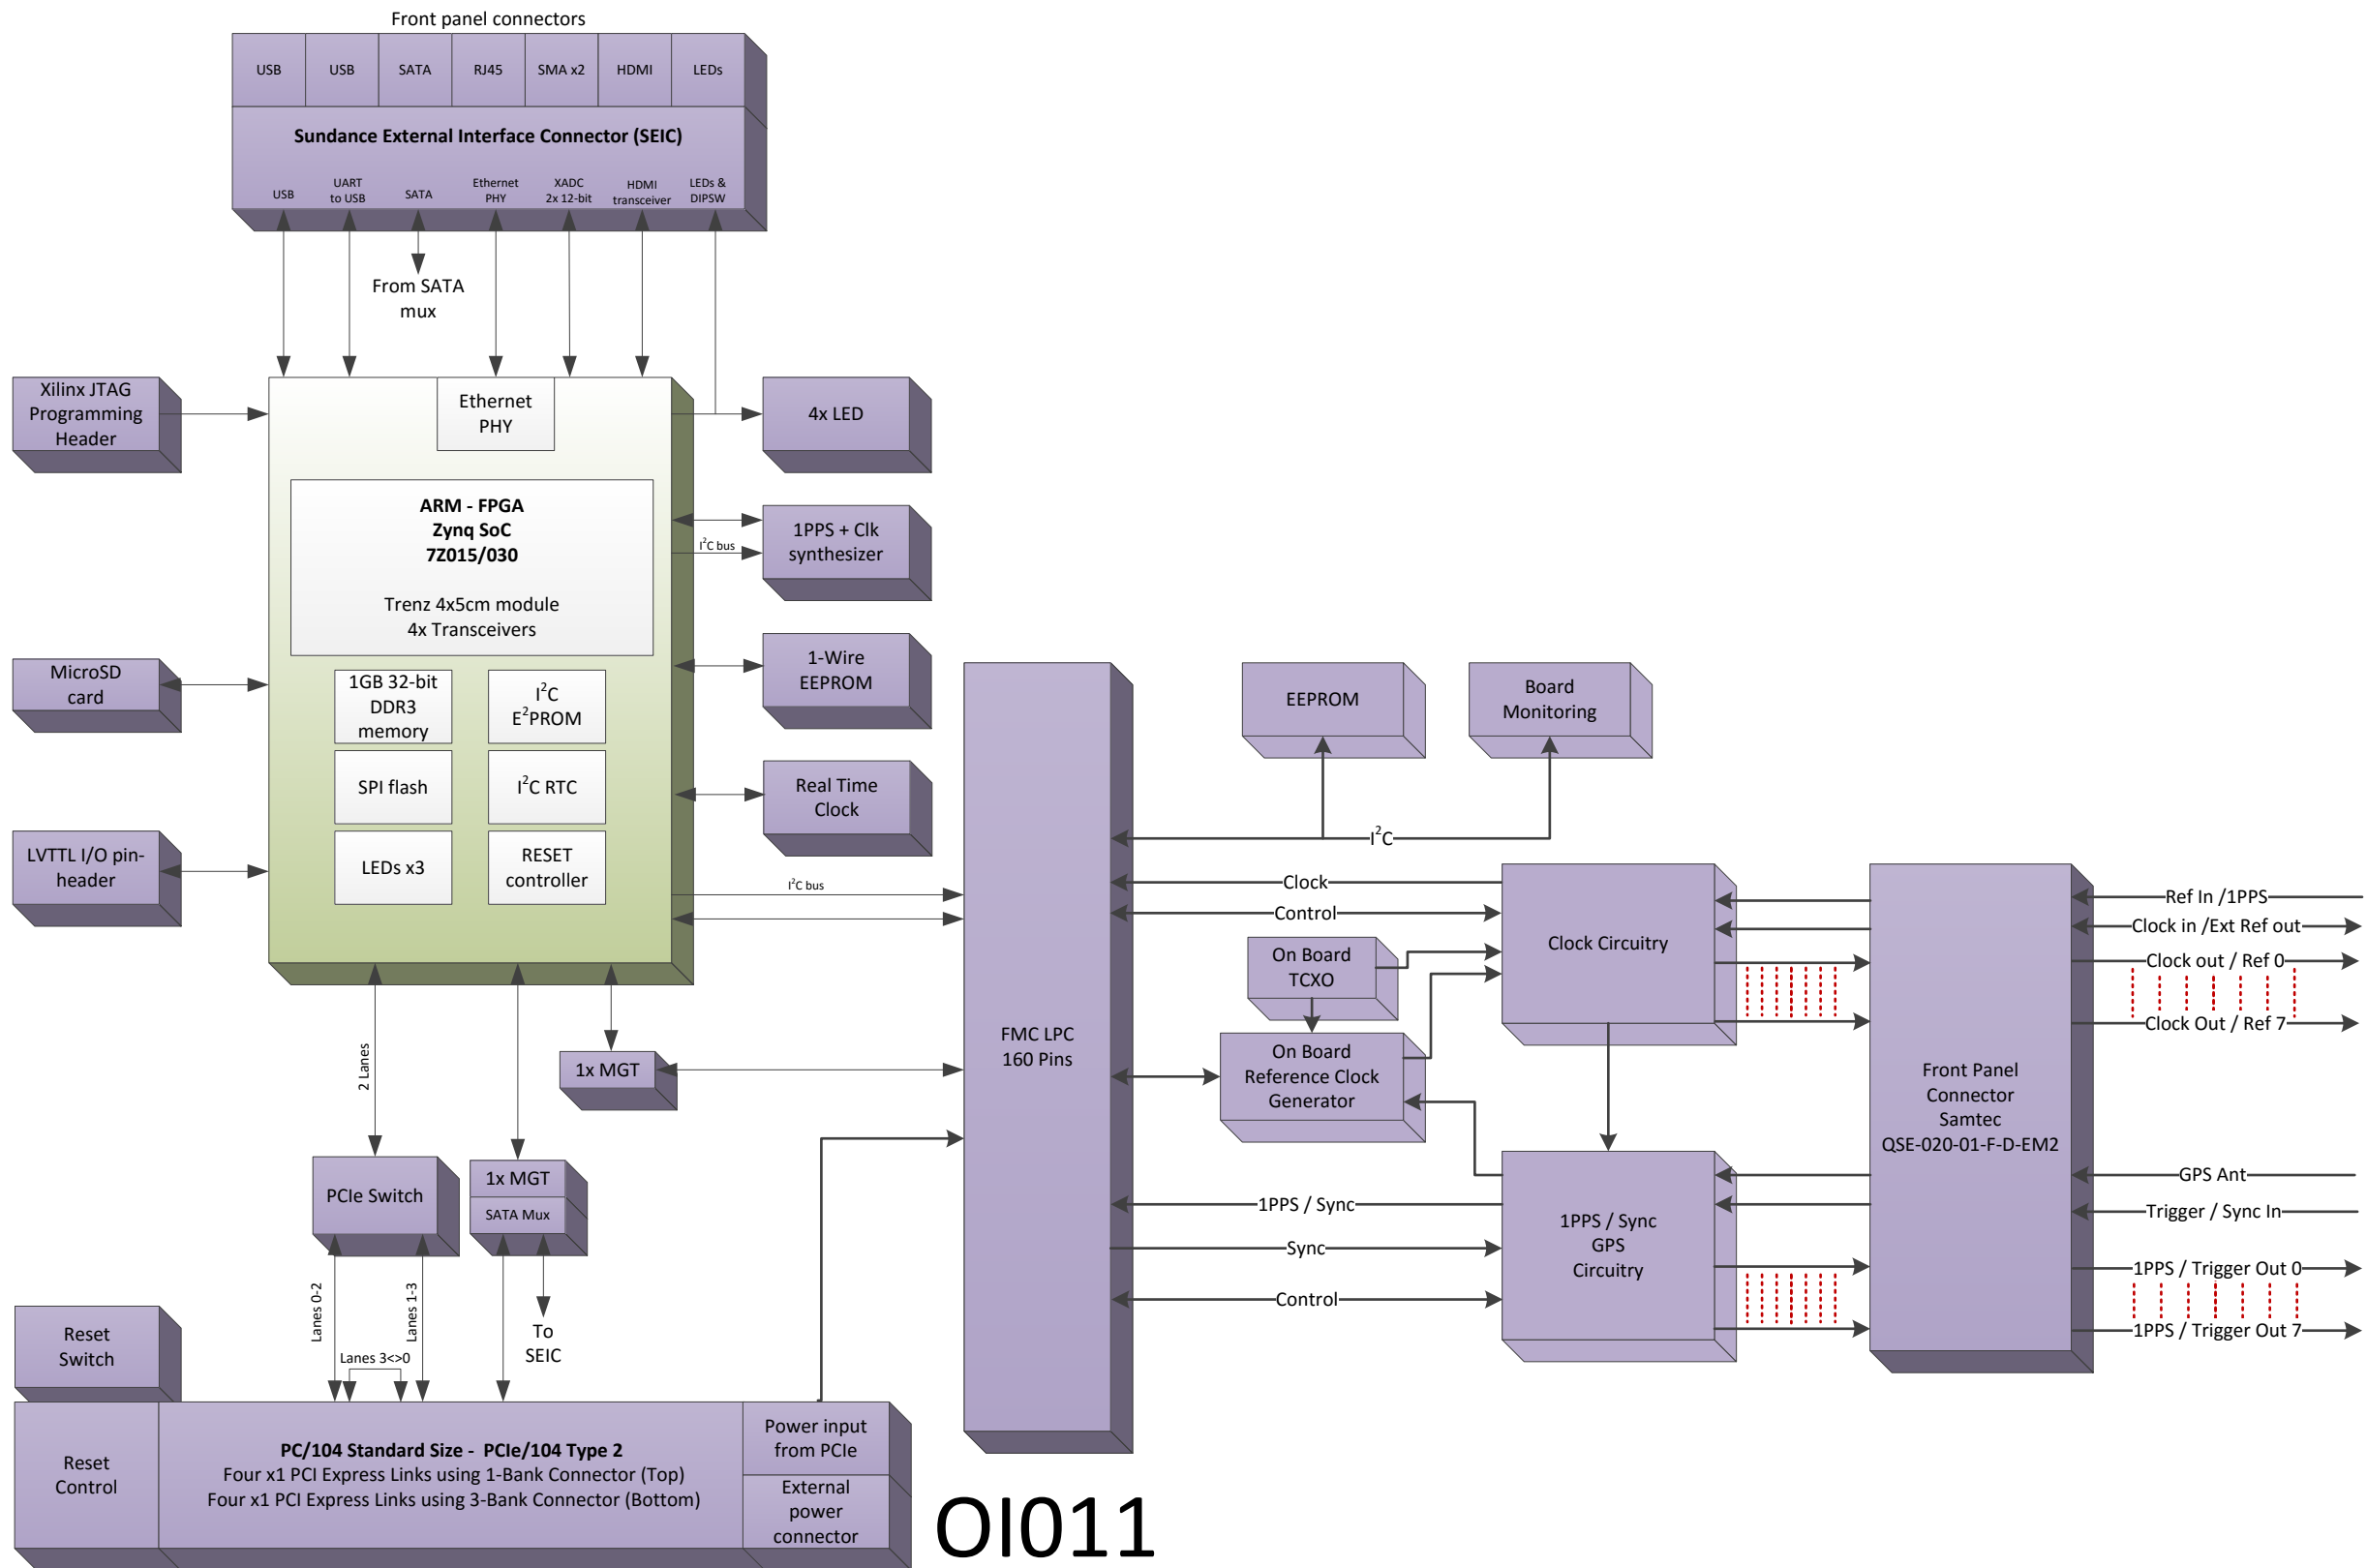 Front panel connectors
USB
USB
SATA
RJ45
SMA x2
HDMI
LEDs
Sundance External Interface Connector (SEIC)
USB
UART
to USB
SATA
Ethernet
PHY
XADC
2x 12-bit
HDMI
transceiver
LEDs &
DIPSW
From SATA
mux
Xilinx JTAG
Programming
Header
Ethernet
PHY
4x LED
ARM - FPGA
Zynq SoC
7Z015/030
Trenz 4x5cm module
4x Transceivers
I²C bus
1PPS + Clk
synthesizer
MicroSD
card
1GB 32-bit
DDR3
memory
I²C
E²PROM
1-Wire
EEPROM
SPI flash
I²C RTC
Real Time
Clock
LVTTL I/O pin-
header
LEDs x3
RESET
controller
I²C bus
EEPROM
Board
Monitoring
I²C
Clock
Control
Clock Circuitry
On Board
TCXO
FMC LPC
160 Pins
On Board
Reference Clock
Generator
Front Panel
Connector
Samtec
QSE-020-01-F-D-EM2
Ref In /1PPS
Clock in /Ext Ref out
Clock out / Ref 0
Clock Out / Ref 7
GPS Ant
Trigger / Sync In
1PPS / Trigger Out 0
1PPS / Trigger Out 7
1PPS / Sync
Sync
Control
1PPS / Sync
GPS
Circuitry
2 Lanes
1x MGT
PCIe Switch
1x MGT
SATA Mux
Lanes 0-2
Lanes 1-3
Lanes 3<>0
To
SEIC
Reset
Switch
Reset
Control
PC/104 Standard Size - PCIe/104 Type 2
Four x1 PCI Express Links using 1-Bank Connector (Top)
Four x1 PCI Express Links using 3-Bank Connector (Bottom)
Power input
from PCIe
External
power
connector
OI011